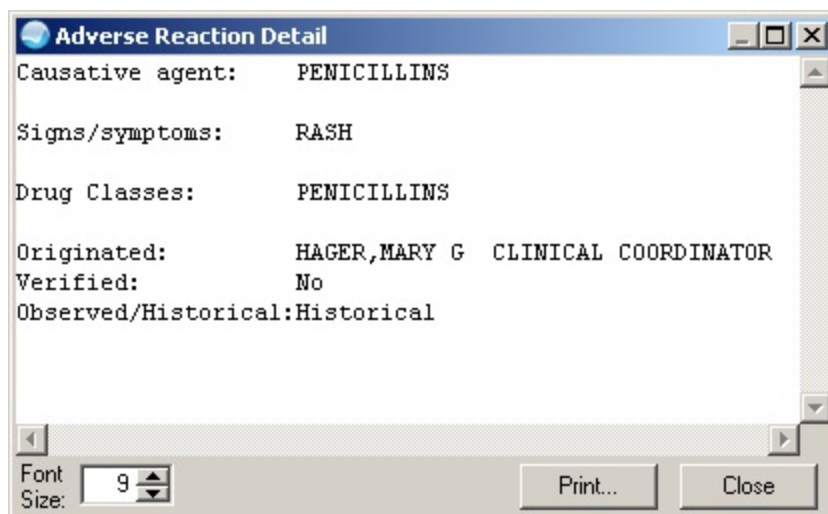 Adverse Reaction Detail
Causative agent: PENICILLINS
Signs/symptoms: RASH
Drug Classes: PENICILLINS
Originated: HAGER,MARY G CLINICAL COORDINATOR
Verified: No
Observed/Historical:Historical
Font Size: 9 Print... Close